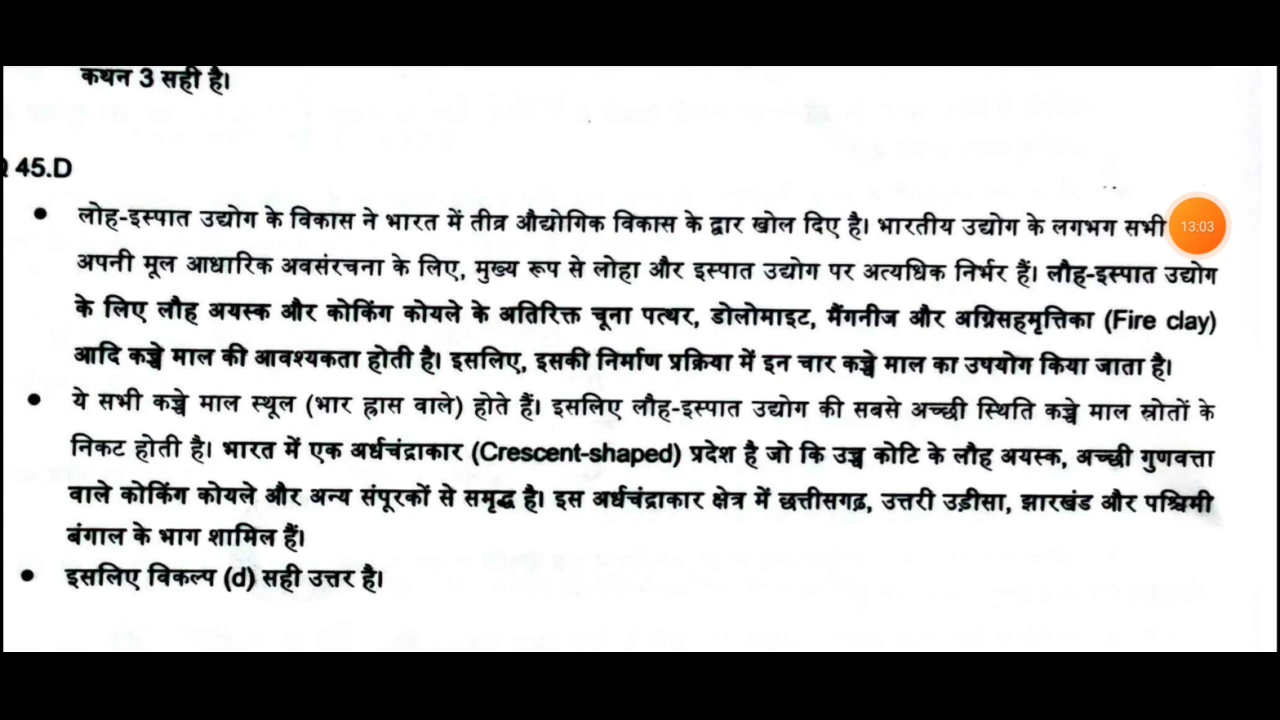 कथन 3 सही है।
45.D
• लोह-इस्पात उद्योग के विकास ने भारत में तीव्र औद्योगिक विकास के द्वार खोल दिए है। भारतीय उद्योग के लगभग सभी
13:03
अपनी मूल आधारिक अवसंरचना के लिए, मुख्य रूप से लोहा और इस्पात उद्योग पर अत्यधिक निर्भर हैं। लौह-इस्पात उद्योग
के लिए लौह अयस्क और कोकिंग कोयले के अतिरिक्त चूना पत्थर, डोलोमाइट, मैंगनीज और अग्निसहमृत्तिका (Fire clay)
आदि कच्चे माल की आवश्यकता होती है। इसलिए, इसकी निर्माण प्रक्रिया में इन चार कच्चे माल का उपयोग किया जाता है।
• ये सभी कच्चे माल स्थूल (भार ह्रास वाले) होते हैं। इसलिए लौह-इस्पात उद्योग की सबसे अच्छी स्थिति कच्चे माल स्रोतों के
निकट होती है। भारत में एक अर्धचंद्राकार (Crescent-shaped) प्रदेश है जो कि उच्च कोटि के लौह अयस्क, अच्छी गुणवत्ता
वाले कोकिंग कोयले और अन्य संपूरकों से समृद्ध है। इस अर्धचंद्राकार क्षेत्र में छत्तीसगढ़, उत्तरी उड़ीसा, झारखंड और पश्चिमी
बंगाल के भाग शामिल हैं।
• इसलिए विकल्प (d) सही उत्तर है।